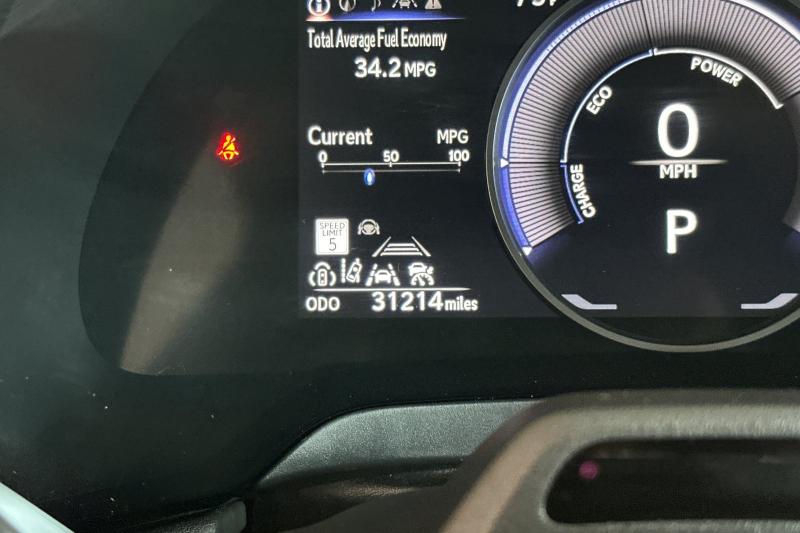 Total Average Fuel Economy
34.2 MPG
Current MPG
0 50 100
SPEED
LIMIT
5
ODO 31214 miles
CHARGE
ECO
POWER
0
MPH
P